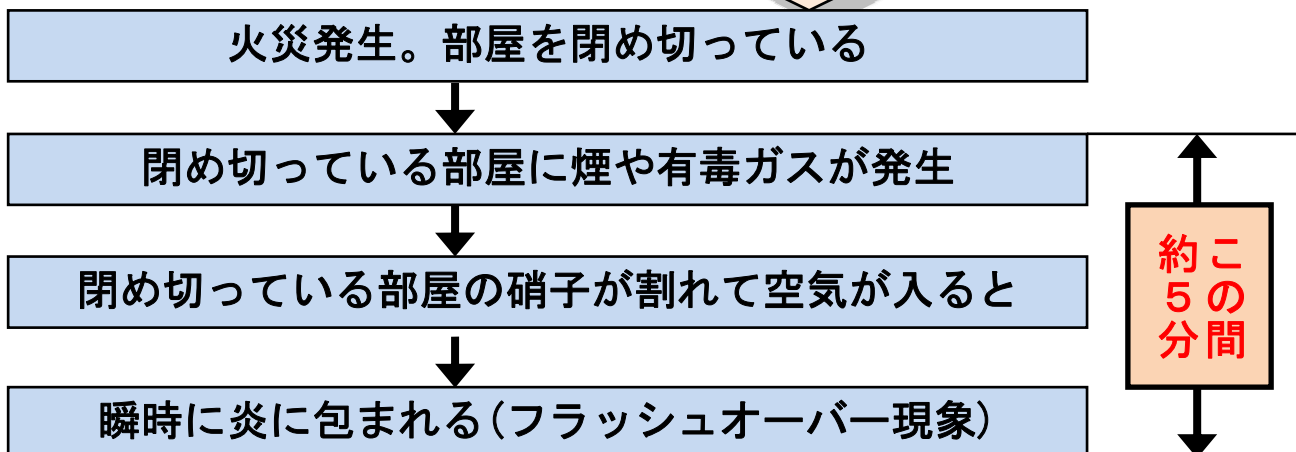 火災発生。部屋を閉め切っている
閉め切っている部屋に煙や有毒ガスが発生
閉め切っている部屋の硝子が割れて空気が入ると
瞬時に炎に包まれる(フラッシュオーバー現象)
この間
約５分